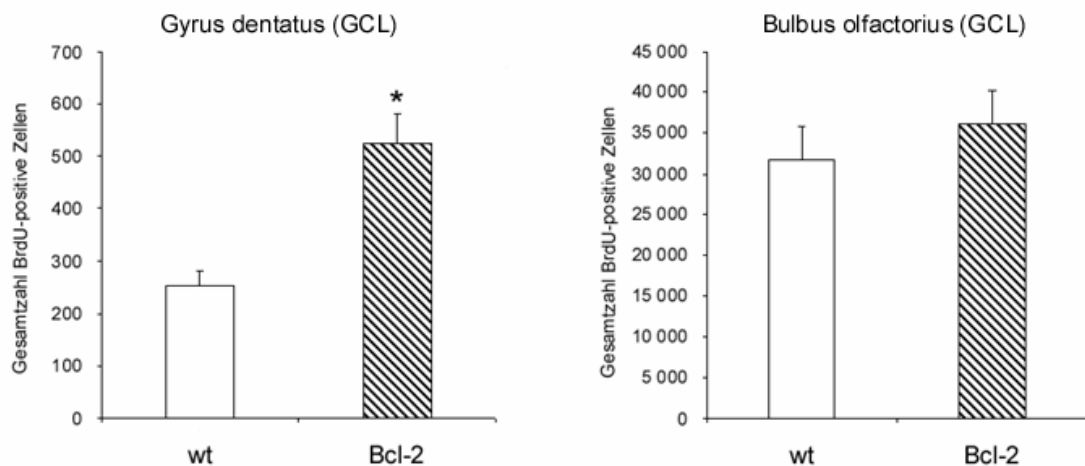 Gyrus dentatus (GCL)
Gesamtzahl BrdU-positive Zellen
700
600
500
400
300
200
100
0
*
wt
Bcl-2
Bulbus olfactorius (GCL)
Gesamtzahl BrdU-positive Zellen
45 000
40 000
35 000
30 000
25 000
20 000
15 000
10 000
5 000
0
wt
Bcl-2